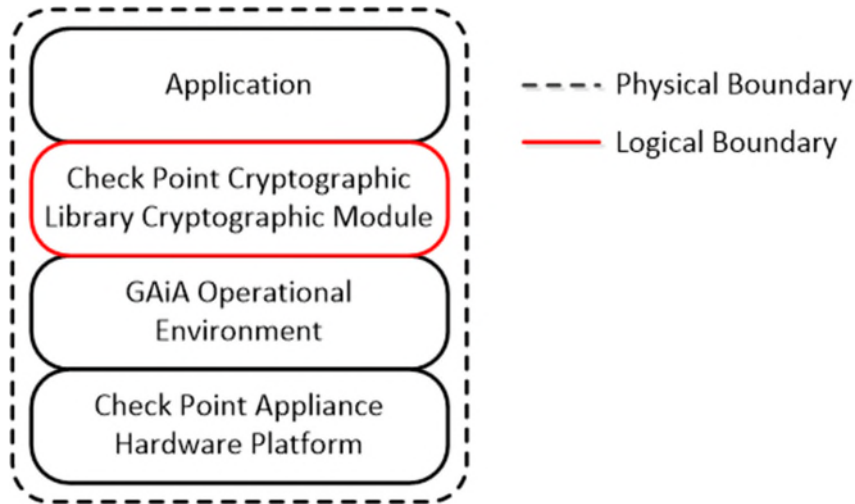 Application
Check Point Cryptographic
Library Cryptographic Module
GAiA Operational
Environment
Check Point Appliance
Hardware Platform
Physical Boundary
Logical Boundary